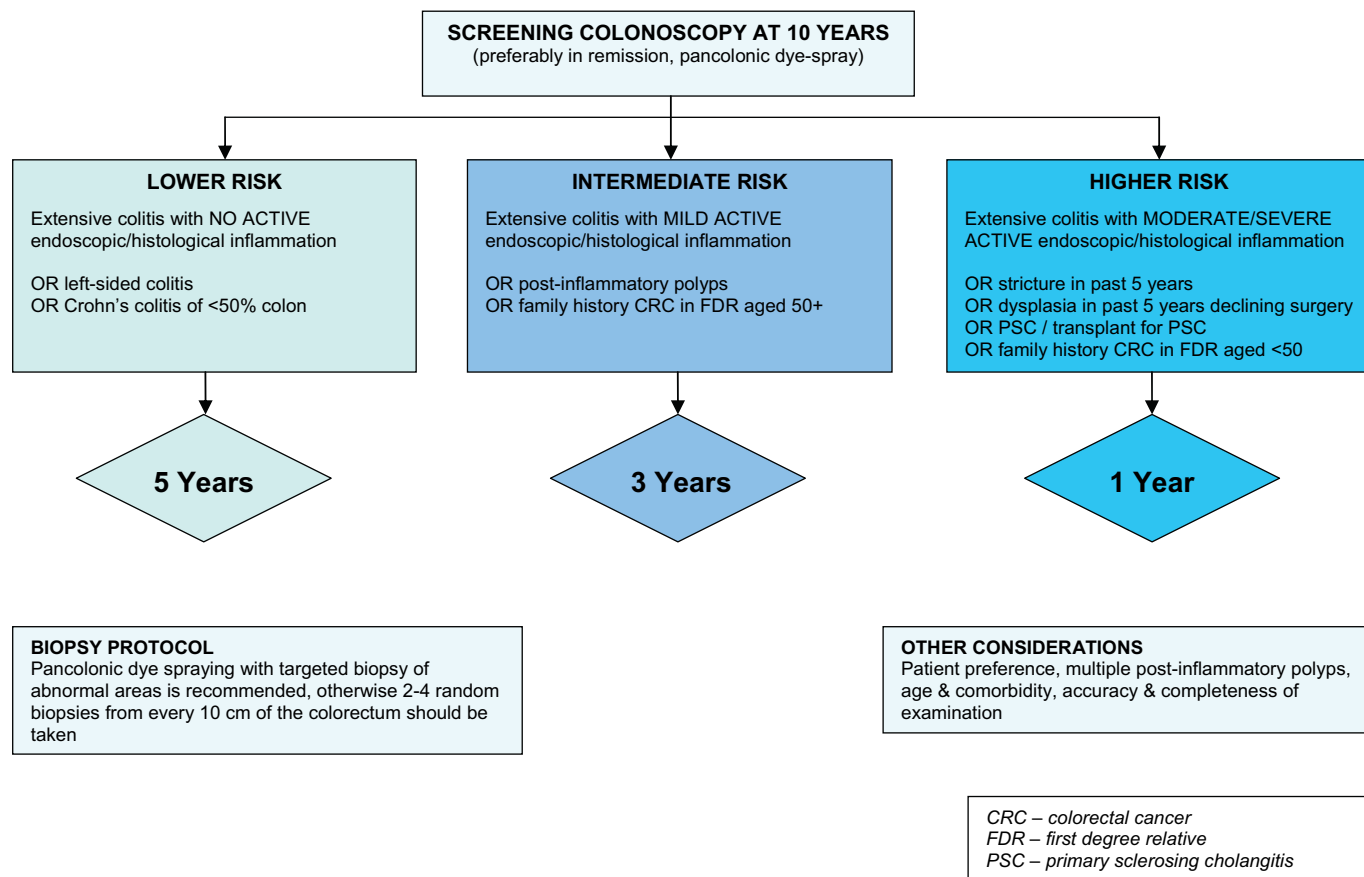 SCREENING COLONOSCOPY AT 10 YEARS
(preferably in remission, pancolonic dye-spray)
LOWER RISK
Extensive colitis with NO ACTIVE
endoscopic/histological inflammation
OR left-sided colitis
OR Crohn’s colitis of <50% colon
INTERMEDIATE RISK
Extensive colitis with MILD ACTIVE
endoscopic/histological inflammation
OR post-inflammatory polyps
OR family history CRC in FDR aged 50+
HIGHER RISK
Extensive colitis with MODERATE/SEVERE
ACTIVE endoscopic/histological inflammation
OR stricture in past 5 years
OR dysplasia in past 5 years declining surgery
OR PSC / transplant for PSC
OR family history CRC in FDR aged <50
5 Years
3 Years
1 Year
BIOPSY PROTOCOL
Pancolonic dye spraying with targeted biopsy of
abnormal areas is recommended, otherwise 2-4 random
biopsies from every 10 cm of the colorectum should be
taken
OTHER CONSIDERATIONS
Patient preference, multiple post-inflammatory polyps,
age & comorbidity, accuracy & completeness of
examination
CRC – colorectal cancer
FDR – first degree relative
PSC – primary sclerosing cholangitis